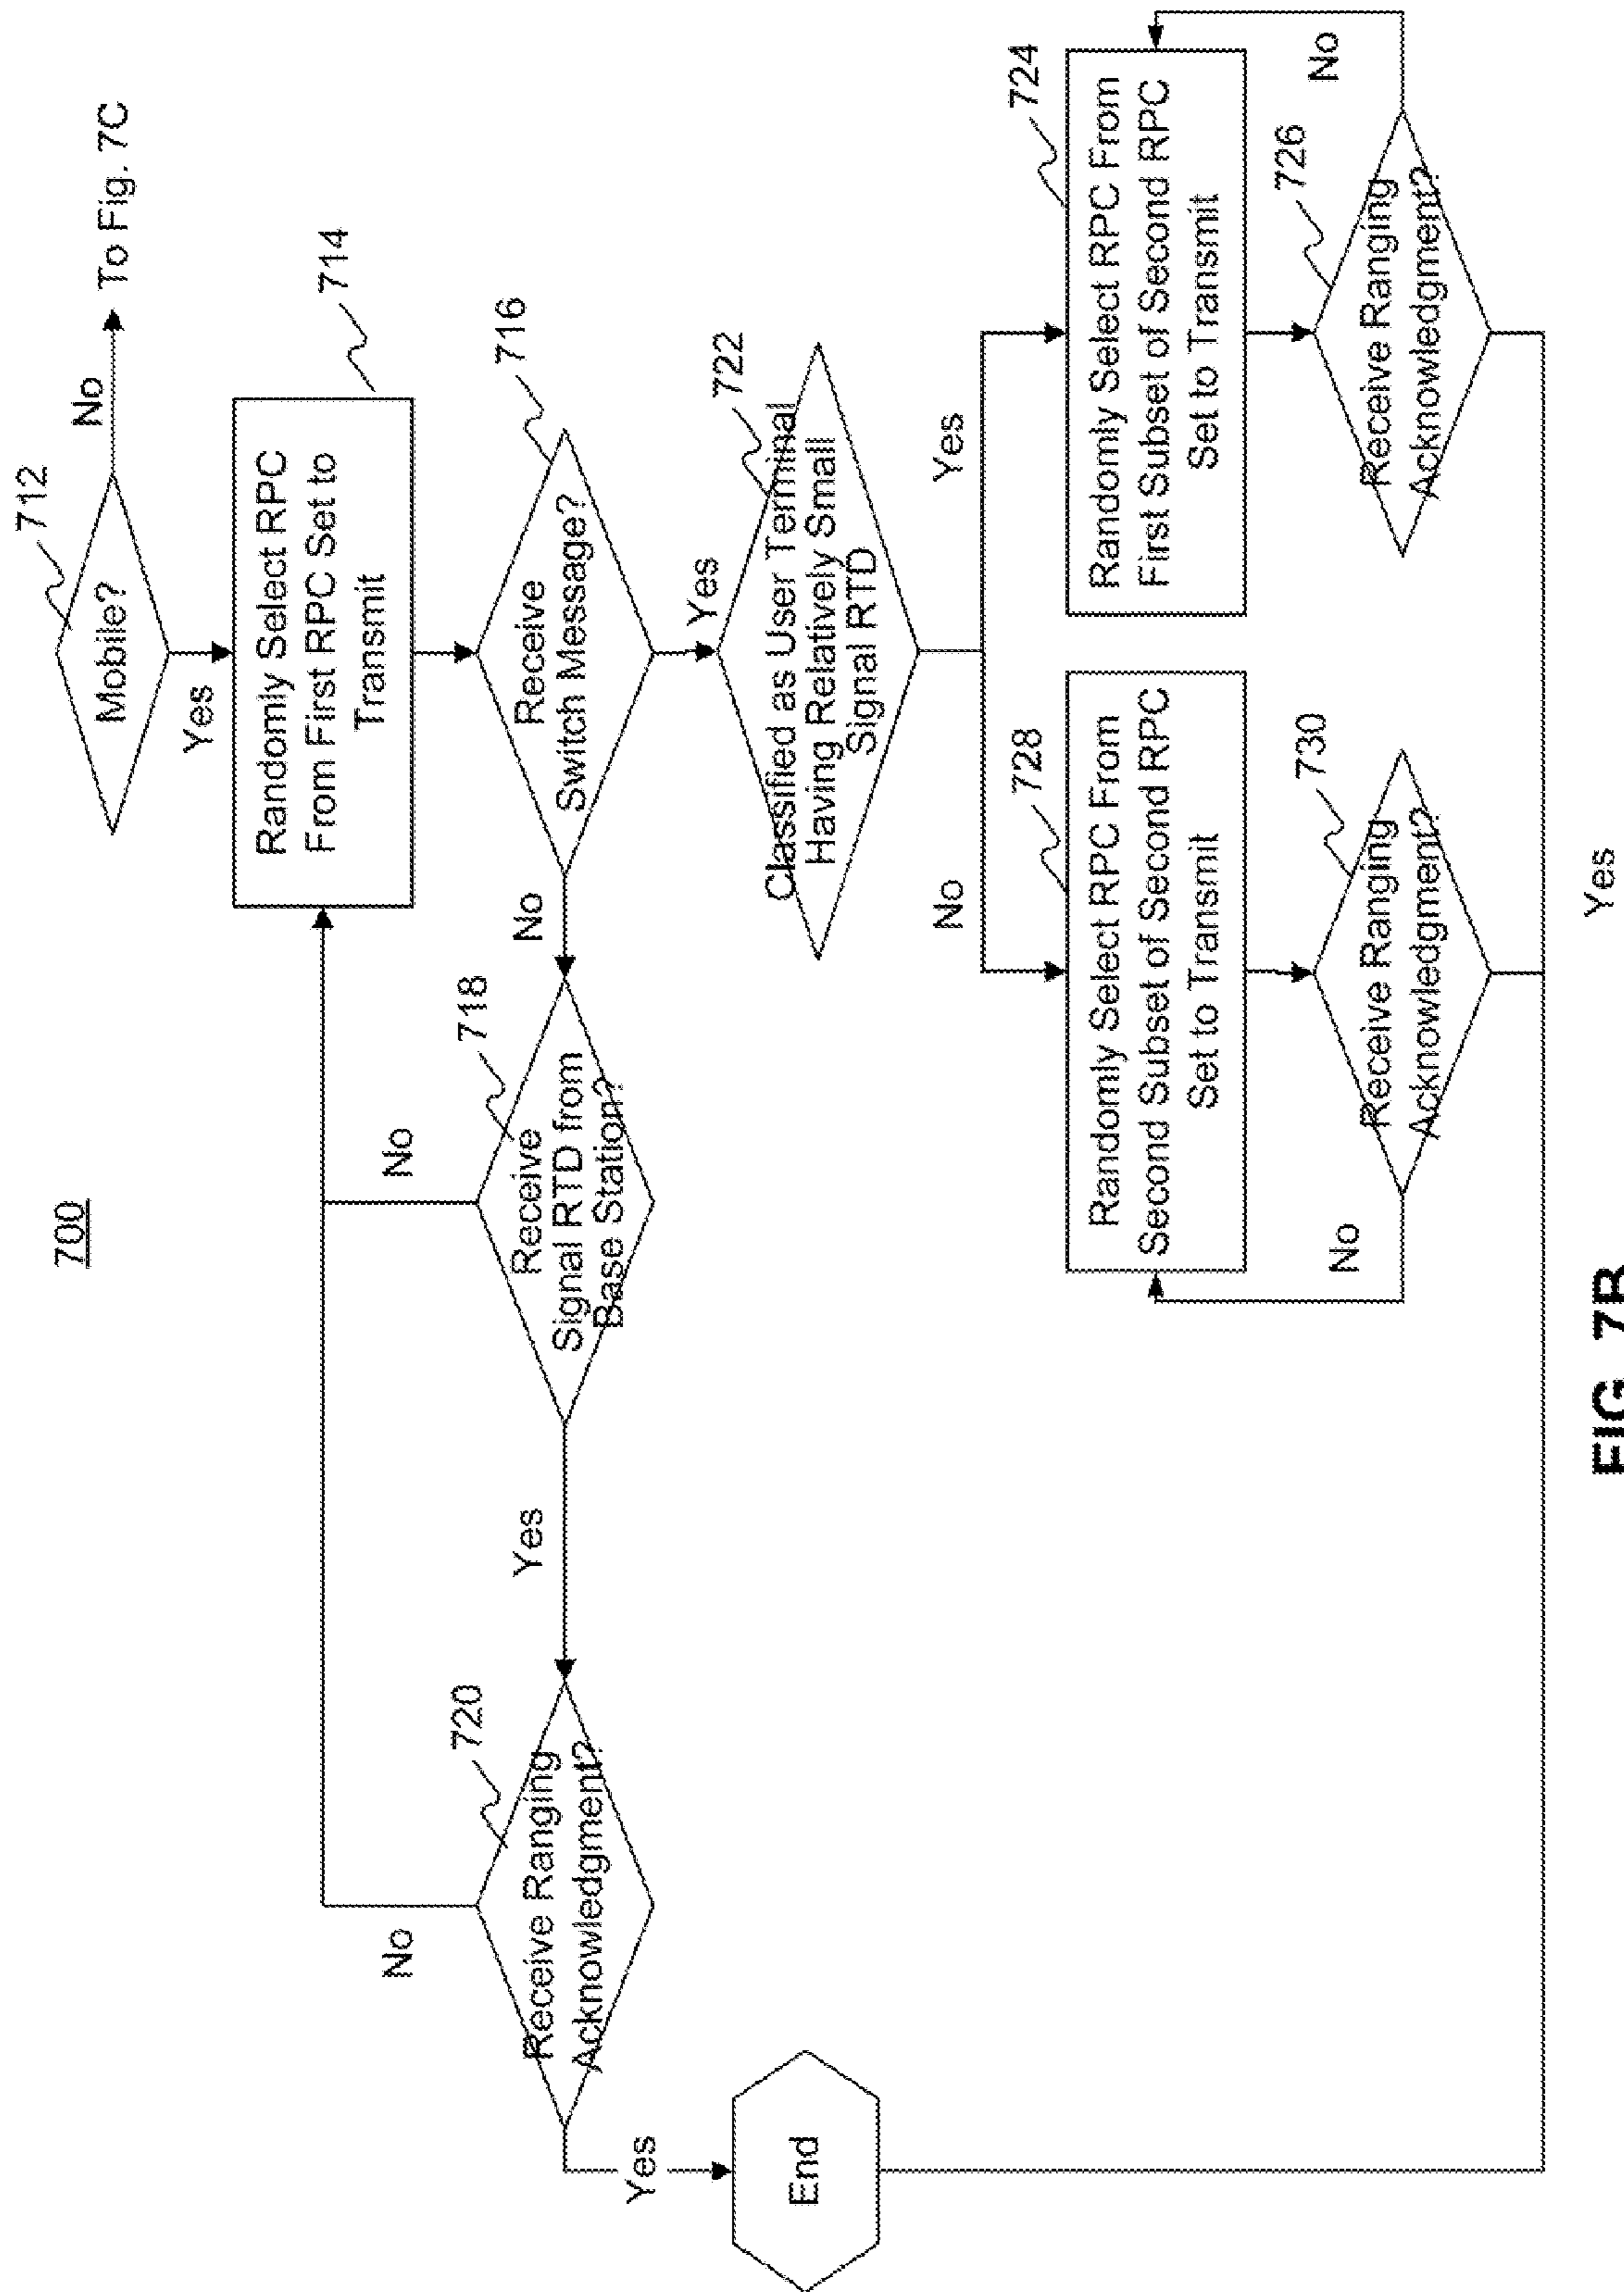 700
712
Mobile?
No
To Fig. 7C
Yes
714
Randomly Select RPC
From First RPC Set to
Transmit
716
Receive
Switch Message?
No
Yes
718
Receive
Signal RTD from
Base Station?
No
Yes
720
Receive Ranging
Acknowledgment?
No
Yes
End
722
Classified as User Terminal
Having Relatively Small
Signal RTD
No
Yes
728
Randomly Select RPC From
Second Subset of Second RPC
Set to Transmit
730
Receive Ranging
Acknowledgment?
No
724
Randomly Select RPC From
First Subset of Second RPC
Set to Transmit
726
Receive Ranging
Acknowledgment?
No
Yes
FIG. 7B